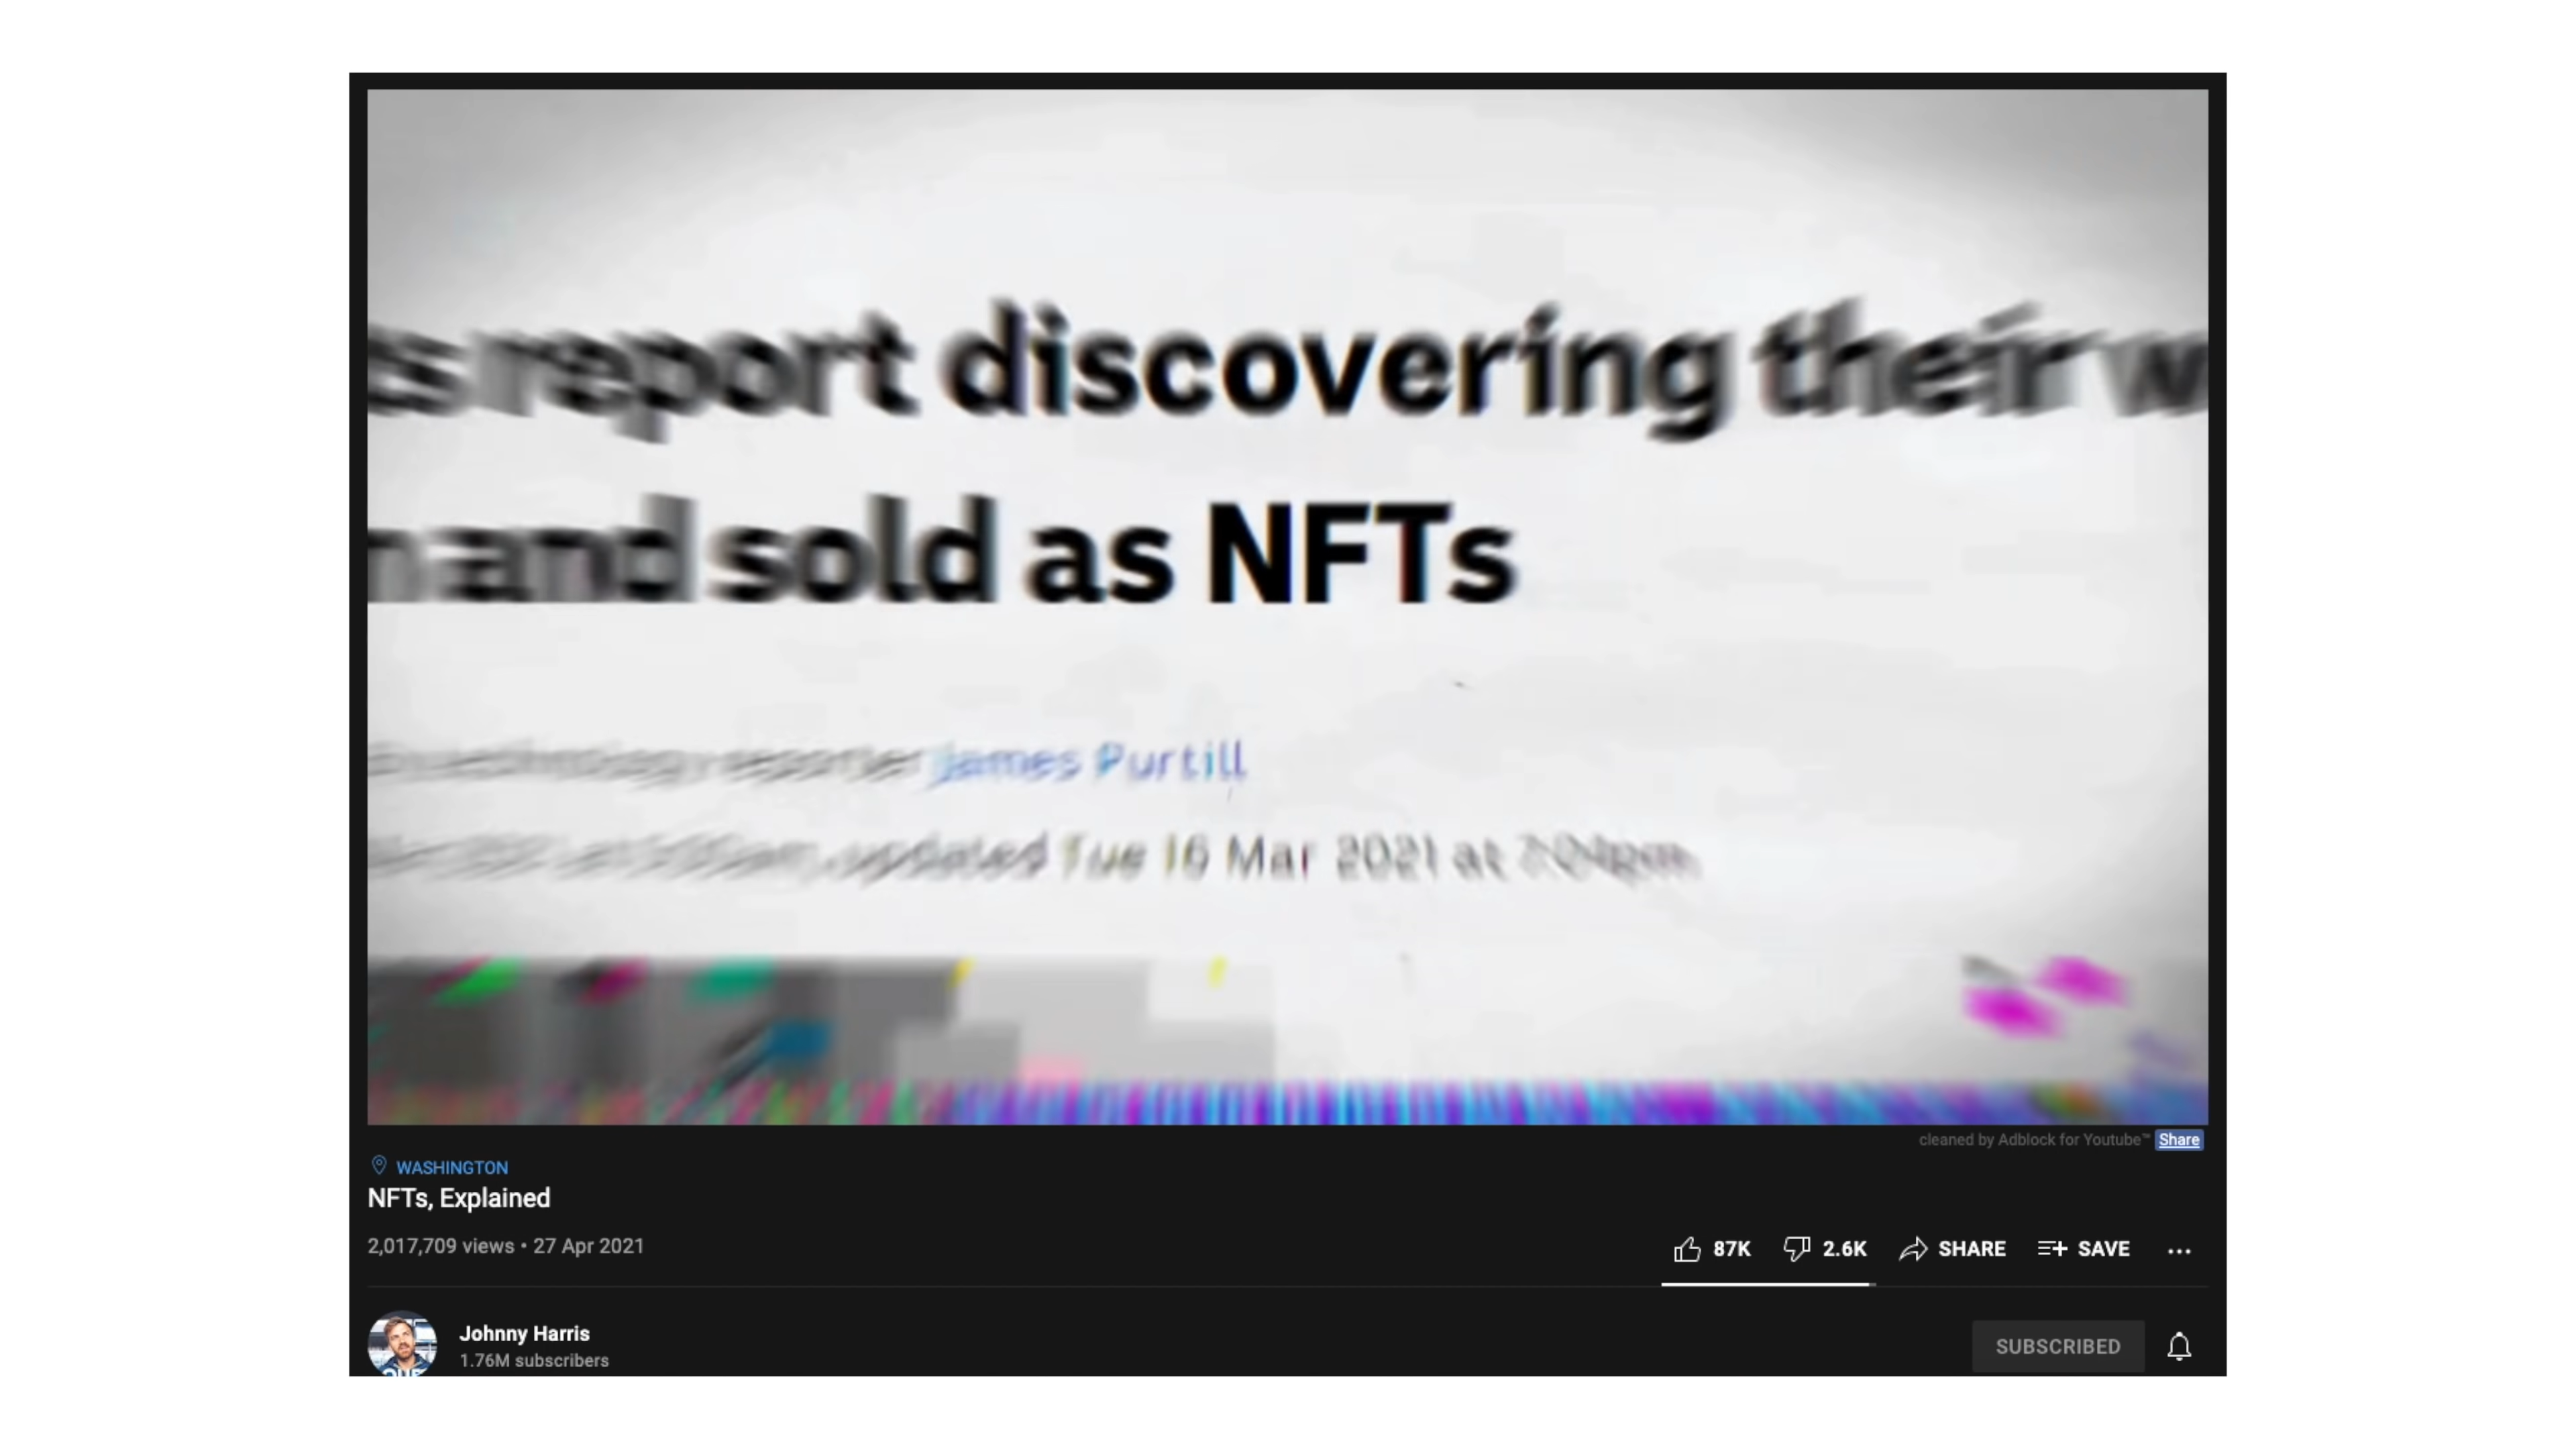 report discovering their
and sold as NFTs
reporter James Purtill
updated Tue 16 Mar 2021 at
cleaned by Adblock for Youtube™ Share
WASHINGTON
NFTs, Explained
2,017,709 views • 27 Apr 2021
87K 2.6K SHARE SAVE
Johnny Harris
1.76M subscribers
SUBSCRIBED